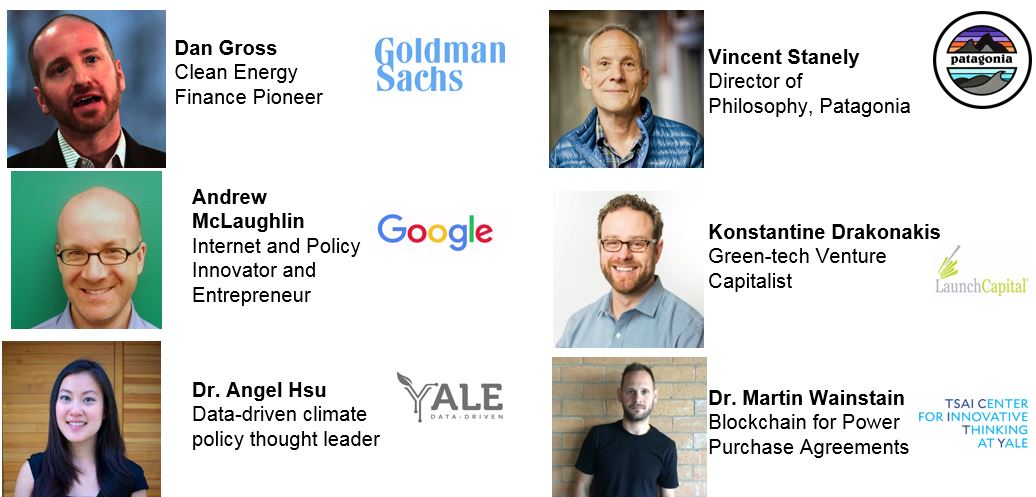 Dan Gross
Clean Energy
Finance Pioneer
Goldman
Sachs
Vincent Stanely
Director of
Philosophy, Patagonia
patagonia
Andrew
McLaughlin
Internet and Policy
Innovator and
Entrepreneur
Google
Konstantine Drakonakis
Green-tech Venture
Capitalist
LaunchCapital
Dr. Angel Hsu
Data-driven climate
policy thought leader
YALE
DATA-DRIVEN
Dr. Martin Wainstain
Blockchain for Power
Purchase Agreements
TSAI CENTER
FOR INNOVATIVE
THINKING
AT YALE